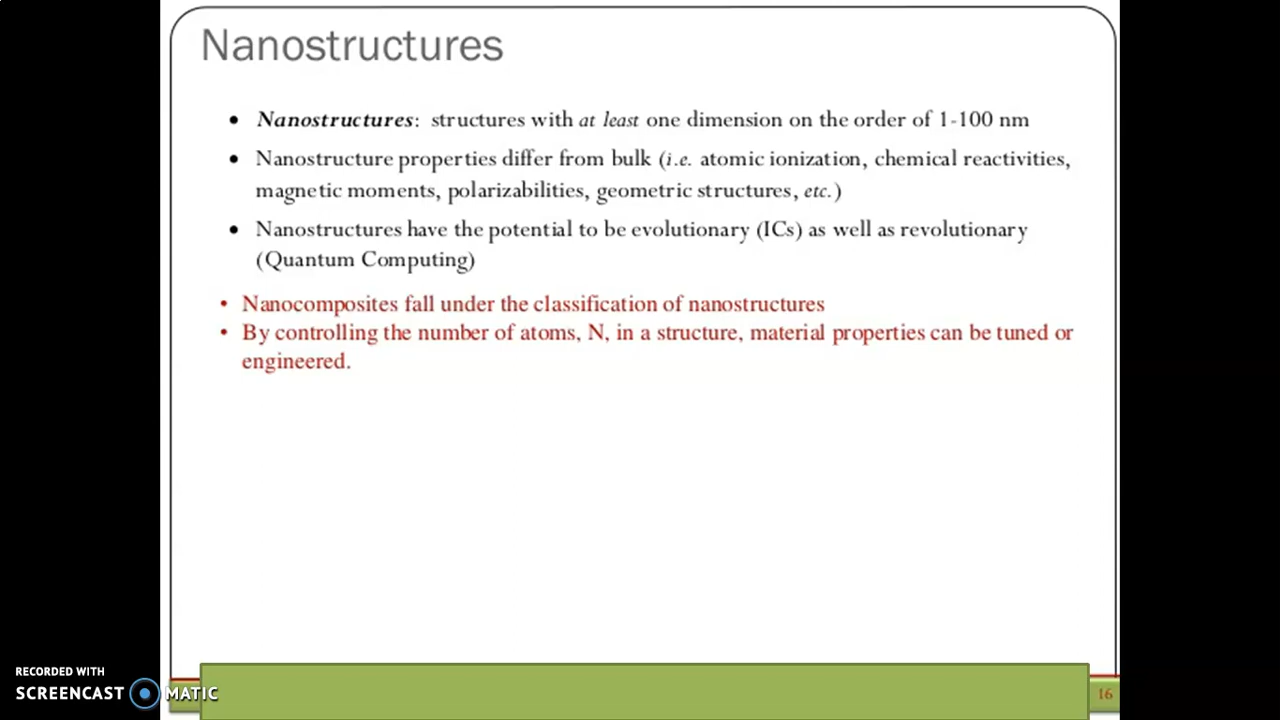 Nanostructures
• Nanostructures: structures with at least one dimension on the order of 1-100 nm
• Nanostructure properties differ from bulk (i.e. atomic ionization, chemical reactivities,
magnetic moments, polarizabilities, geometric structures, etc.)
• Nanostructures have the potential to be evolutionary (ICs) as well as revolutionary
(Quantum Computing)
• Nanocomposites fall under the classification of nanostructures
• By controlling the number of atoms, N, in a structure, material properties can be tuned or
engineered.
RECORDED WITH
SCREENCAST MATIC
16